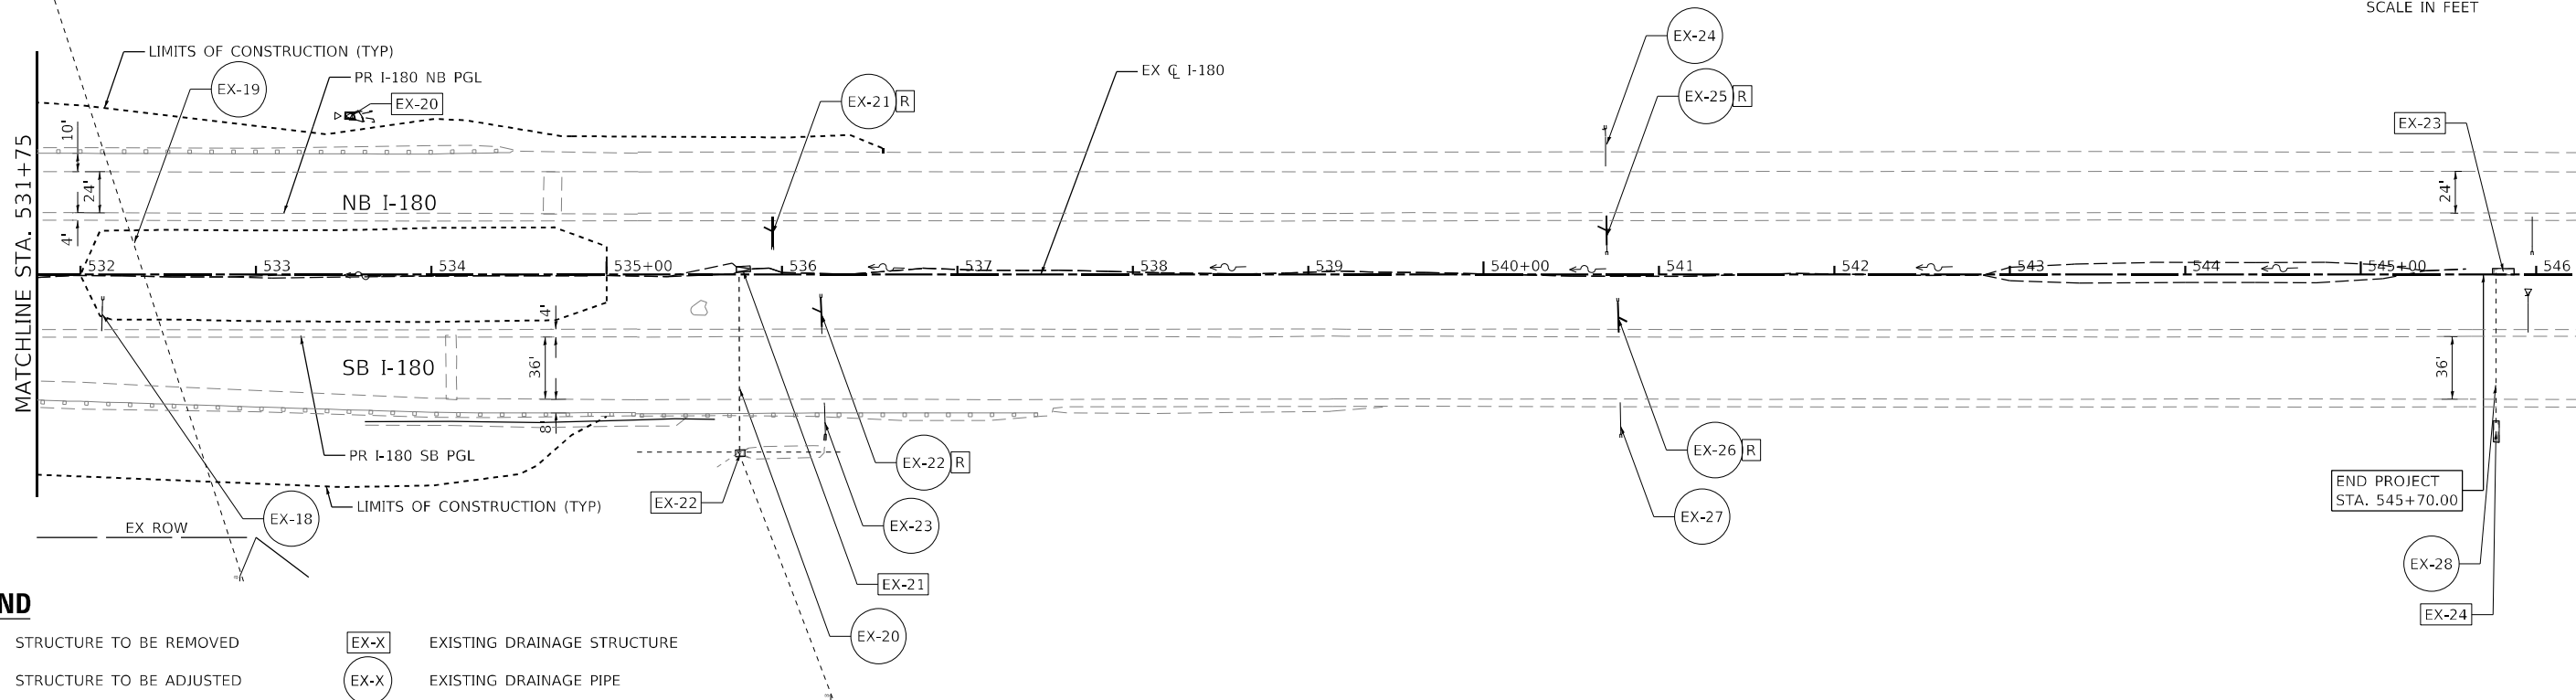 SCALE IN FEET
EX-24
LIMITS OF CONSTRUCTION (TYP)
EX ℄ I-180
PR I-180 NB PGL
EX-19
EX-20
EX-21 R
EX-25 R
EX-23
10'
24'
4'
MATCHLINE STA. 531+75
NB I-180
24'
532
533
534
535+00
536
537
538
539
540+00
541
542
543
544
545+00
546
4'
36'
8'
SB I-180
36'
PR I-180 SB PGL
EX-22 R
EX-26 R
END PROJECT
STA. 545+70.00
LIMITS OF CONSTRUCTION (TYP)
EX-22
EX-18
EX-23
EX-27
EX ROW
EX-21
EX-28
EX-24
EX-20
ND
STRUCTURE TO BE REMOVED
EX-X EXISTING DRAINAGE STRUCTURE
STRUCTURE TO BE ADJUSTED
EX-X EXISTING DRAINAGE PIPE